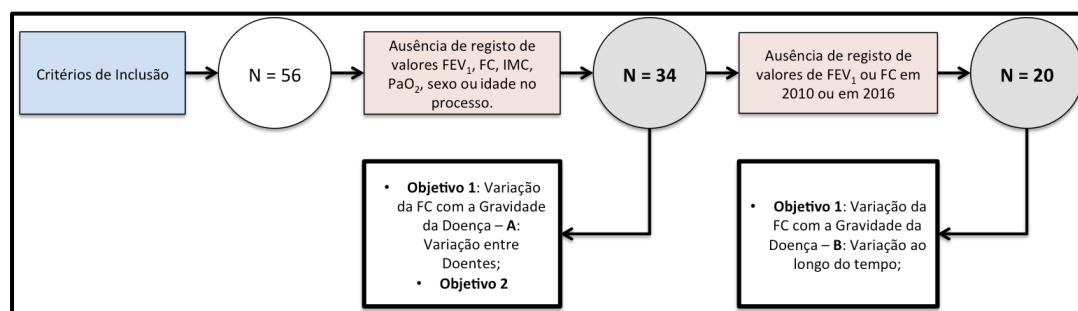 Critérios de Inclusão
N = 56
Ausência de registo de
valores FEV₁, FC, IMC,
PaO₂, sexo ou idade no
processo.
N = 34
Ausência de registo de
valores de FEV₁ ou FC em
2010 ou em 2016
N = 20
• Objetivo 1: Variação
da FC com a Gravidade
da Doença – A:
Variação entre
Doentes;
• Objetivo 2
• Objetivo 1: Variação da
FC com a Gravidade da
Doença – B: Variação ao
longo do tempo;